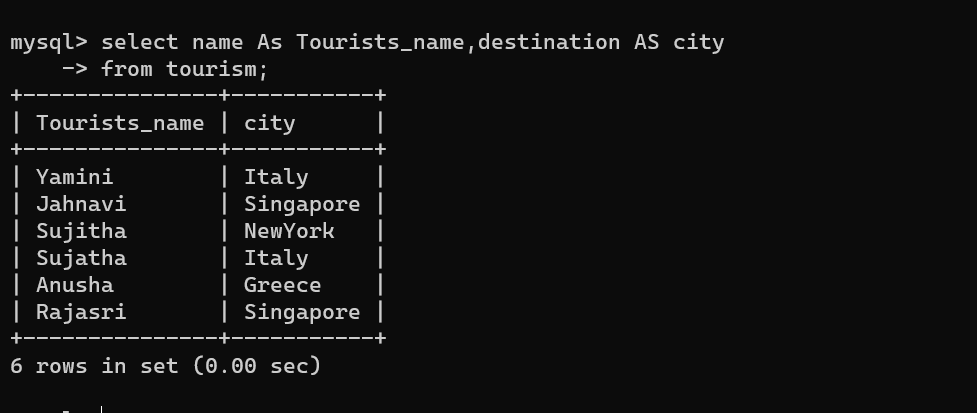 mysql> select name As Tourists_name,destination AS city
    -> from tourism;
+---------------+-----------+
| Tourists_name | city      |
+---------------+-----------+
| Yamini        | Italy     |
| Jahnavi       | Singapore |
| Sujitha       | NewYork   |
| Sujatha       | Italy     |
| Anusha        | Greece    |
| Rajasri       | Singapore |
+---------------+-----------+
6 rows in set (0.00 sec)